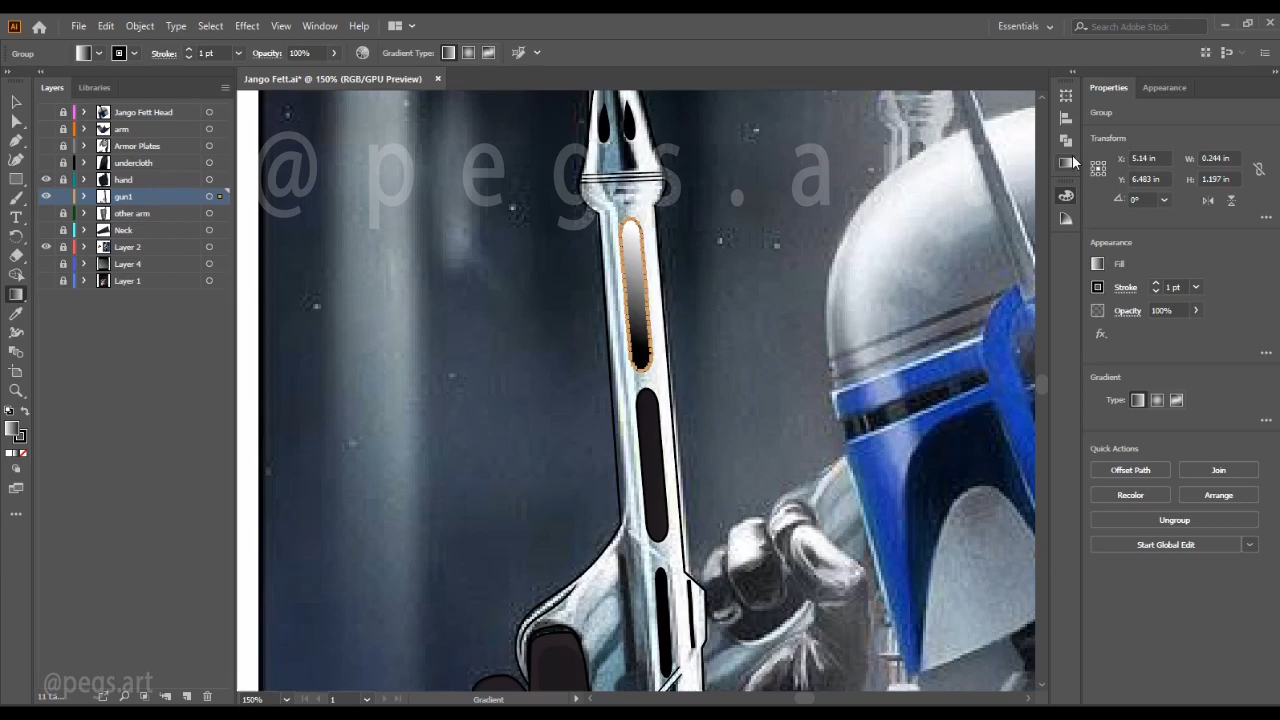 Ai File Edit Object Type Select Effect View Window Help Essentials Search Adobe Stock
Group Stroke: 1 pt Opacity: 100% Gradient Type:
Layers Libraries
Jango Fett.ai* @ 150% (RGB/GPU Preview)
Properties Appearance
Jango Fett Head
arm
Armor Plates
undercloth
hand
gun1
other arm
Neck
Layer 2
Layer 4
Layer 1
@pegs.a
Group
Transform
X: 5.14 in W: 0.244 in
Y: 6.483 in H: 1.197 in
0°
Appearance
Fill
Stroke 1 pt
Opacity 100%
fx.
Gradient
Type:
Quick Actions
Offset Path Join
Recolor Arrange
Ungroup
Start Global Edit
@pegs.art
150% 1 Gradient